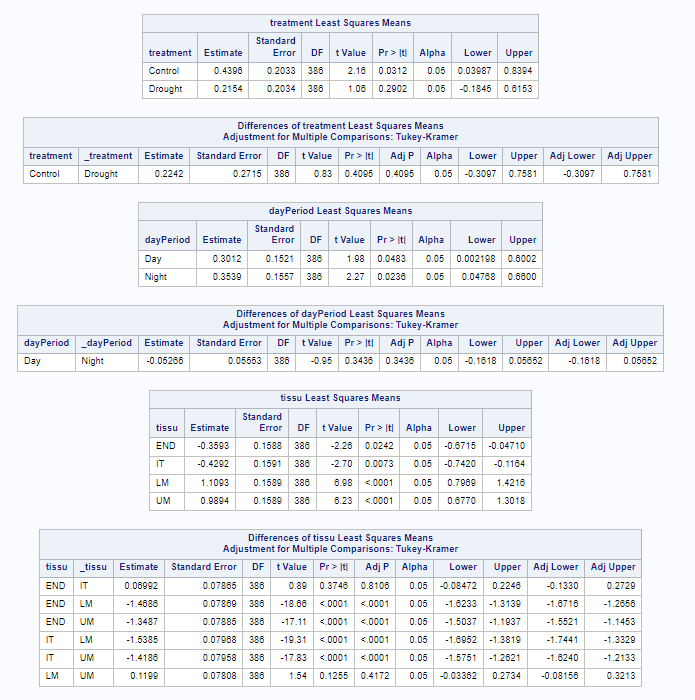 treatment Least Squares Means
treatment Estimate Standard Error DF t Value Pr > |t| Alpha Lower Upper
Control 0.4396 0.2033 386 2.16 0.0312 0.05 0.03987 0.8394
Drought 0.2154 0.2034 386 1.06 0.2902 0.05 -0.1846 0.6153
Differences of treatment Least Squares Means
Adjustment for Multiple Comparisons: Tukey-Kramer
treatment _treatment Estimate Standard Error DF t Value Pr > |t| Adj P Alpha Lower Upper Adj Lower Adj Upper
Control Drought 0.2242 0.2715 386 0.83 0.4095 0.4095 0.05 -0.3097 0.7581 -0.3097 0.7581
dayPeriod Least Squares Means
dayPeriod Estimate Standard Error DF t Value Pr > |t| Alpha Lower Upper
Day 0.3012 0.1521 386 1.98 0.0483 0.05 0.002198 0.6002
Night 0.3539 0.1557 386 2.27 0.0236 0.05 0.04768 0.6600
Differences of dayPeriod Least Squares Means
Adjustment for Multiple Comparisons: Tukey-Kramer
dayPeriod _dayPeriod Estimate Standard Error DF t Value Pr > |t| Adj P Alpha Lower Upper Adj Lower Adj Upper
Day Night -0.05266 0.05553 386 -0.95 0.3436 0.3436 0.05 -0.1618 0.05652 -0.1618 0.05652
tissu Least Squares Means
tissu Estimate Standard Error DF t Value Pr > |t| Alpha Lower Upper
END -0.3593 0.1588 386 -2.26 0.0242 0.05 -0.6715 -0.04710
IT -0.4292 0.1591 386 -2.70 0.0073 0.05 -0.7420 -0.1164
LM 1.1093 0.1589 386 6.98 <.0001 0.05 0.7969 1.4216
UM 0.9894 0.1589 386 6.23 <.0001 0.05 0.6770 1.3018
Differences of tissu Least Squares Means
Adjustment for Multiple Comparisons: Tukey-Kramer
tissu _tissu Estimate Standard Error DF t Value Pr > |t| Adj P Alpha Lower Upper Adj Lower Adj Upper
END IT 0.06992 0.07865 386 0.89 0.3746 0.8106 0.05 -0.08472 0.2246 -0.1330 0.2729
END LM -1.4686 0.07869 386 -18.66 <.0001 <.0001 0.05 -1.6233 -1.3139 -1.6716 -1.2656
END UM -1.3487 0.07885 386 -17.11 <.0001 <.0001 0.05 -1.5037 -1.1937 -1.5521 -1.1453
IT LM -1.5385 0.07968 386 -19.31 <.0001 <.0001 0.05 -1.6952 -1.3819 -1.7441 -1.3329
IT UM -1.4186 0.07958 386 -17.83 <.0001 <.0001 0.05 -1.5751 -1.2621 -1.6240 -1.2133
LM UM 0.1199 0.07808 386 1.54 0.1255 0.4172 0.05 -0.03362 0.2734 -0.08156 0.3213